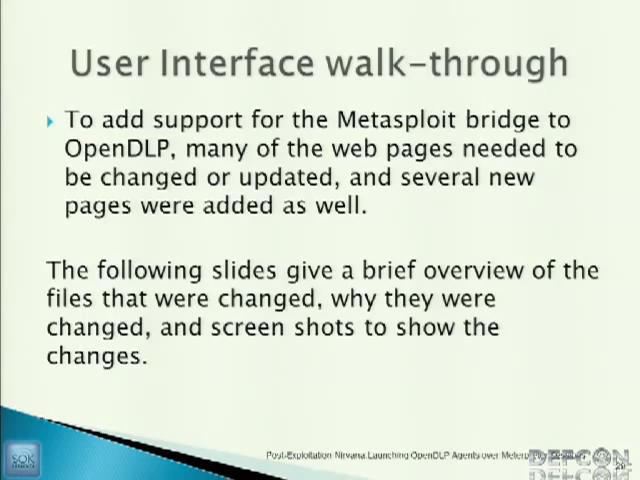 User Interface walk-through
To add support for the Metasploit bridge to
OpenDLP, many of the web pages needed to
be changed or updated, and several new
pages were added as well.
The following slides give a brief overview of the
files that were changed, why they were
changed, and screen shots to show the
changes.
Post-Exploitation Nirvana: Launching OpenDLP Agents over
DEFCON
SQK